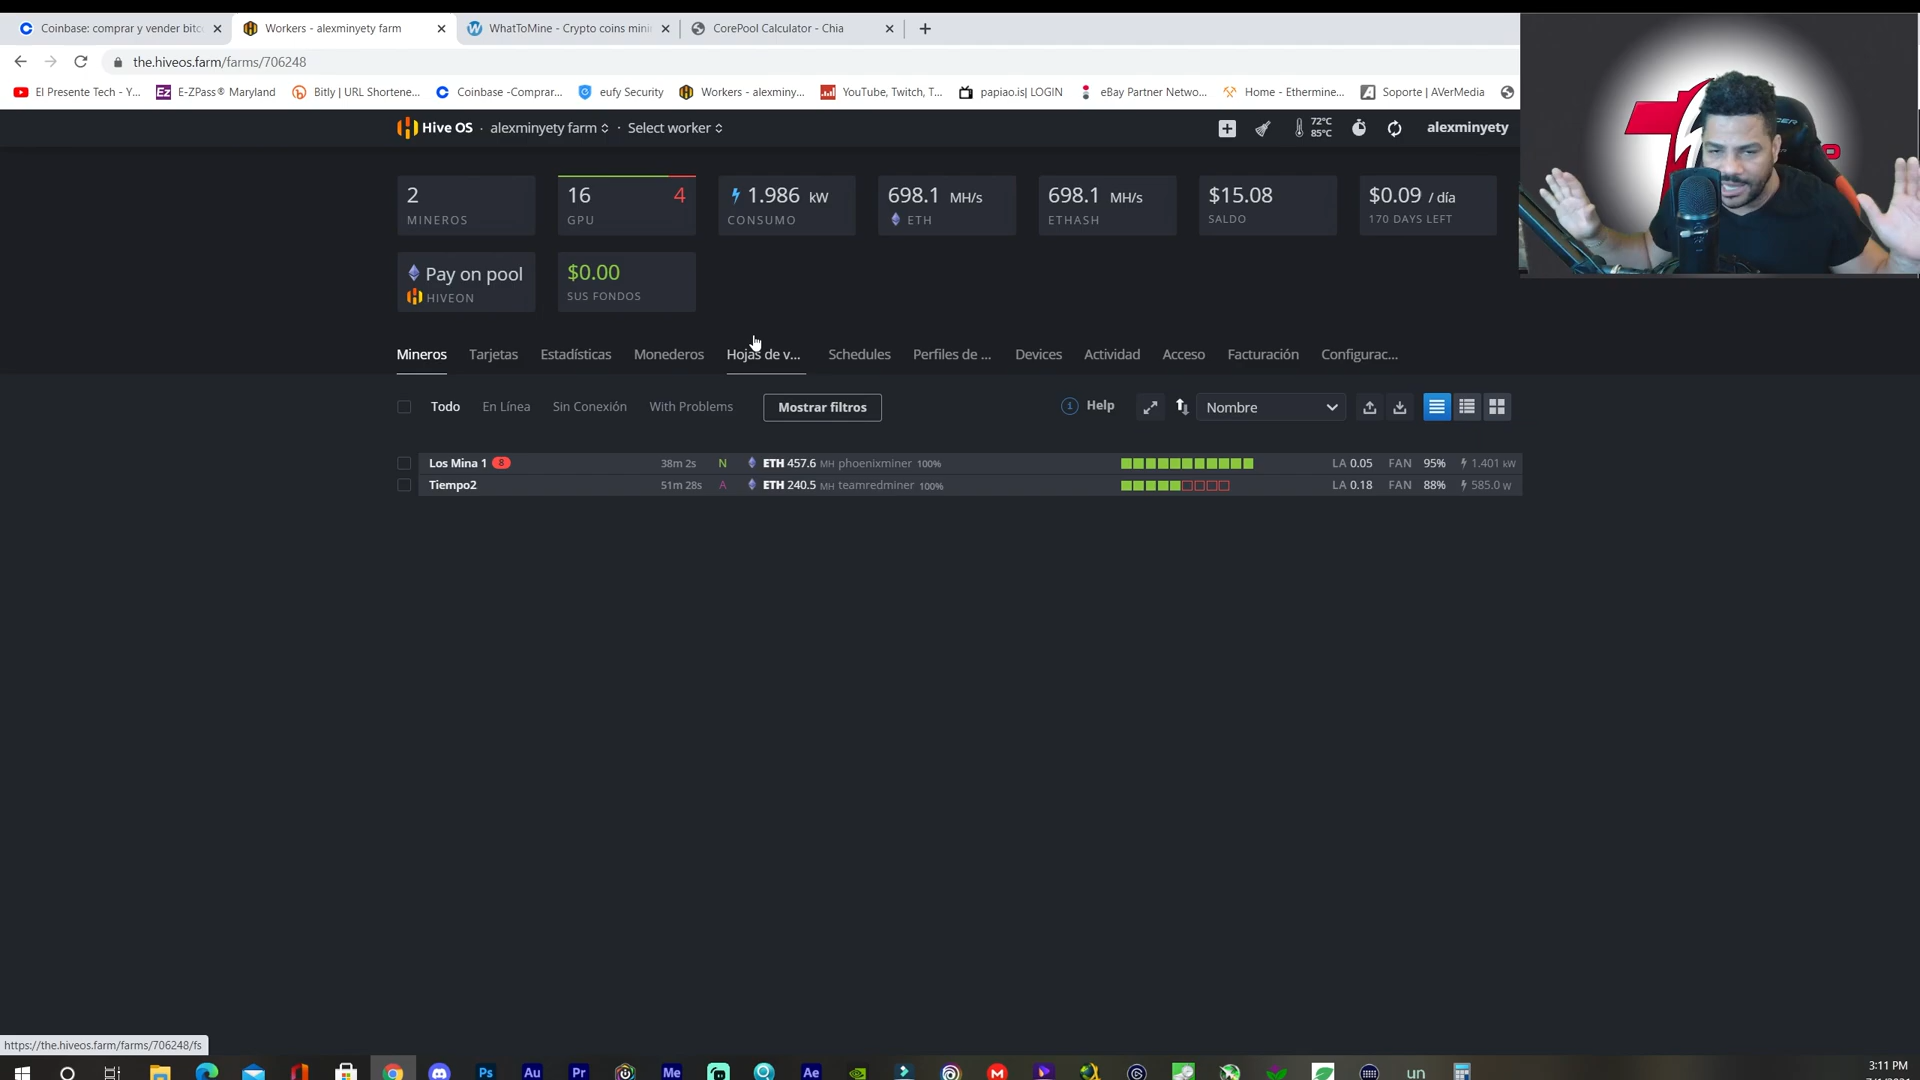 Coinbase: comprar y vender bitc
Workers - alexminyety farm
WhatToMine - Crypto coins mini
CorePool Calculator - Chia
the.hiveos.farm/farms/706248
El Presente Tech - Y...
E-ZPass® Maryland
Bitly | URL Shortene...
Coinbase -Comprar...
eufy Security
Workers - alexminy...
YouTube, Twitch, T...
papiao.is| LOGIN
eBay Partner Netwo...
Home - Ethermine...
Soporte | AVerMedia
Hive OS · alexminyety farm · Select worker
72°C
85°C
alexminyety
2
MINEROS
16 4
GPU
1.986 kW
CONSUMO
698.1 MH/s
ETH
698.1 MH/s
ETHASH
$15.08
SALDO
$0.09 / día
170 DAYS LEFT
Pay on pool
HIVEON
$0.00
SUS FONDOS
Mineros Tarjetas Estadísticas Monederos Hojas de v... Schedules Perfiles de ... Devices Actividad Acceso Facturación Configurac...
Todo En Línea Sin Conexión With Problems Mostrar filtros Help Nombre
Los Mina 1 8 38m 2s N ETH 457.6 MH phoenixminer 100% LA 0.05 FAN 95% 1.401 kW
Tiempo2 51m 28s A ETH 240.5 MH teamredminer 100% LA 0.18 FAN 88% 585.0 W
https://the.hiveos.farm/farms/706248/fs
Ps Au Pr Me Ae un
3:11 PM